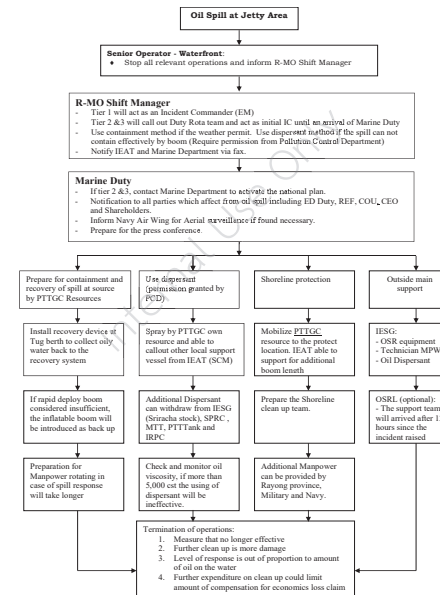 Oil Spill at Jetty Area
Senior Operator - Waterfront:
• Stop all relevant operations and inform R-MO Shift Manager
R-MO Shift Manager
- Tier 1 will act as an Incident Commander (EM)
- Tier 2 &3 will call out Duty Rota team and act as initial IC until an arrival of Marine Duty
- Use containment method if the weather permit. Use dispersant method if the spill can not
contain effectively by boom (Require permission from Pollution Control Department)
- Notify IEAT and Marine Department via fax.
Marine Duty
- If tier 2 &3, contact Marine Department to activate the national plan.
- Notification to all parties which affect from oil spill including ED Duty, REF, COU, CEO
and Shareholders.
- Inform Navy Air Wing for Aerial surveillance if found necessary.
- Prepare for the press conference.
Prepare for containment and
recovery of spill at source
by PTTGC Resources
Use dispersant
(permission granted by
PCD)
Shoreline protection
Outside main
support
Install recovery device at
Tug berth to collect oily
water back to the
recovery system
Spray by PTTGC own
resource and able to
callout other local support
vessel from IEAT (SCM)
Mobilize PTTGC
resource to the protect
location. IEAT able to
support for additional
boom length
IESG:
- OSR equipment
- Technician MPW
- Oil Dispersant
If rapid deploy boom
considered insufficient,
the inflatable boom will
be introduced as back up
Additional Dispersant
can withdraw from IESG
(Sriracha stock), SPRC ,
MTT, PTTTank and
IRPC
Prepare the Shoreline
clean up team.
OSRL (optional):
- The support team
will arrived after 1
hours since the
incident raised
Preparation for
Manpower rotating in
case of spill response
will take longer
Check and monitor oil
viscosity, if more than
5,000 cst the using of
dispersant will be
ineffective.
Additional Manpower
can be provided by
Rayong province,
Military and Navy.
Termination of operations:
1. Measure that no longer effective
2. Further clean up is more damage
3. Level of response is out of proportion to amount
of oil on the water
4. Further expenditure on clean up could limit
amount of compensation for economics loss claim
Internal Use Only